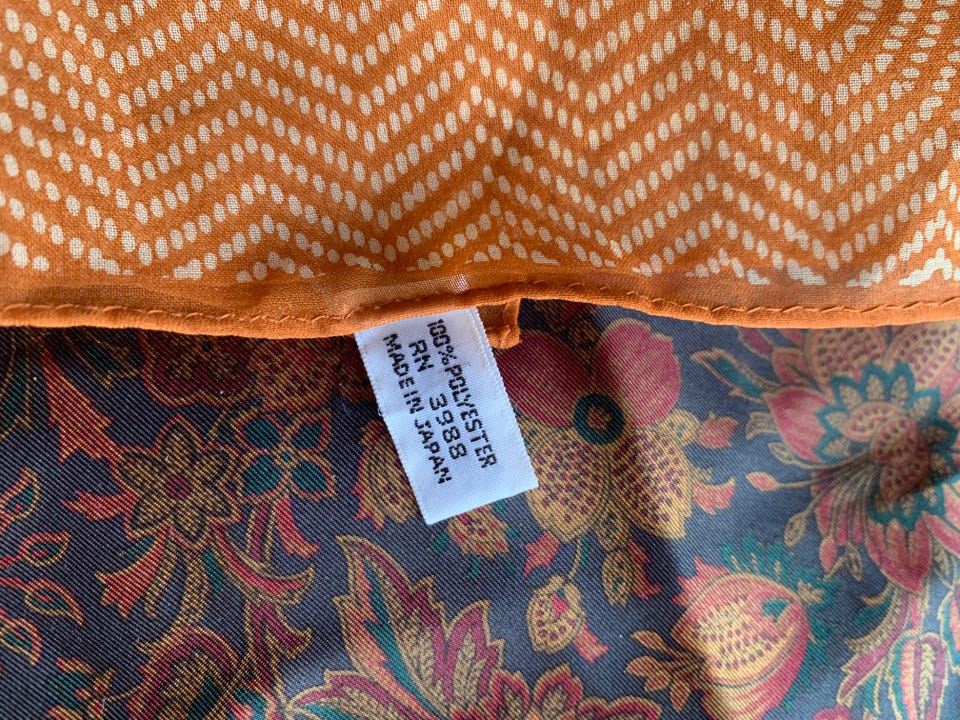 100% POLYESTER
RN 3988
MADE IN JAPAN